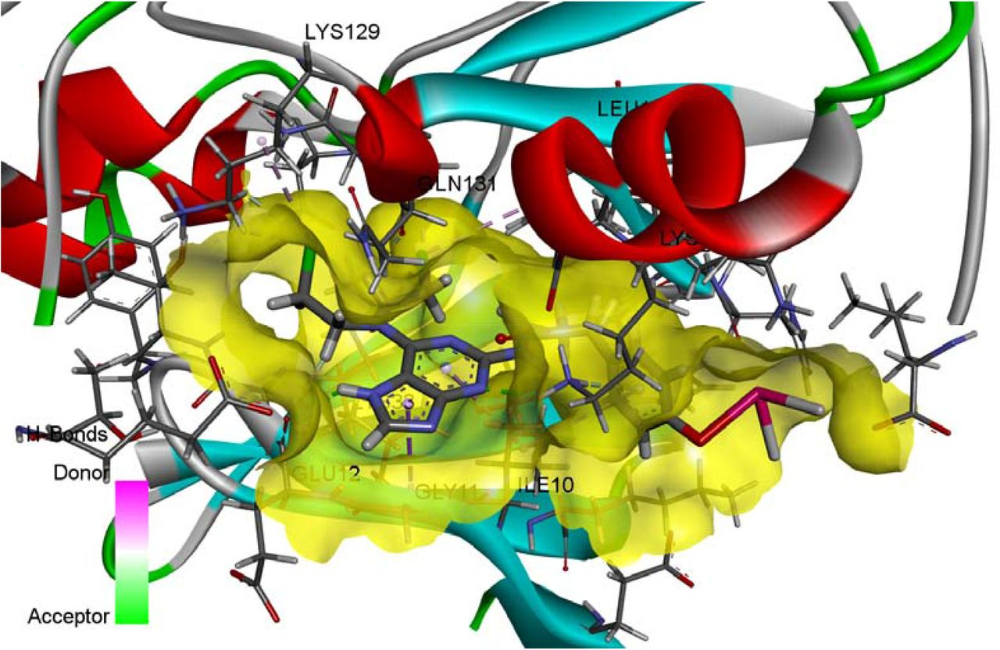 LYS129
GLN131
GLU12
GLY11
ILE10
H-Bonds
Donor
Acceptor